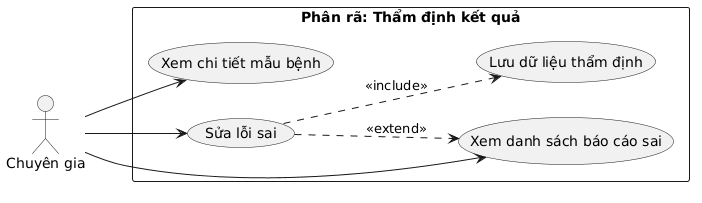 Phân rã: Thẩm định kết quả
Xem chi tiết mẫu bệnh
Lưu dữ liệu thẩm định
«include»
Sửa lỗi sai
«extend»
Xem danh sách báo cáo sai
Chuyên gia